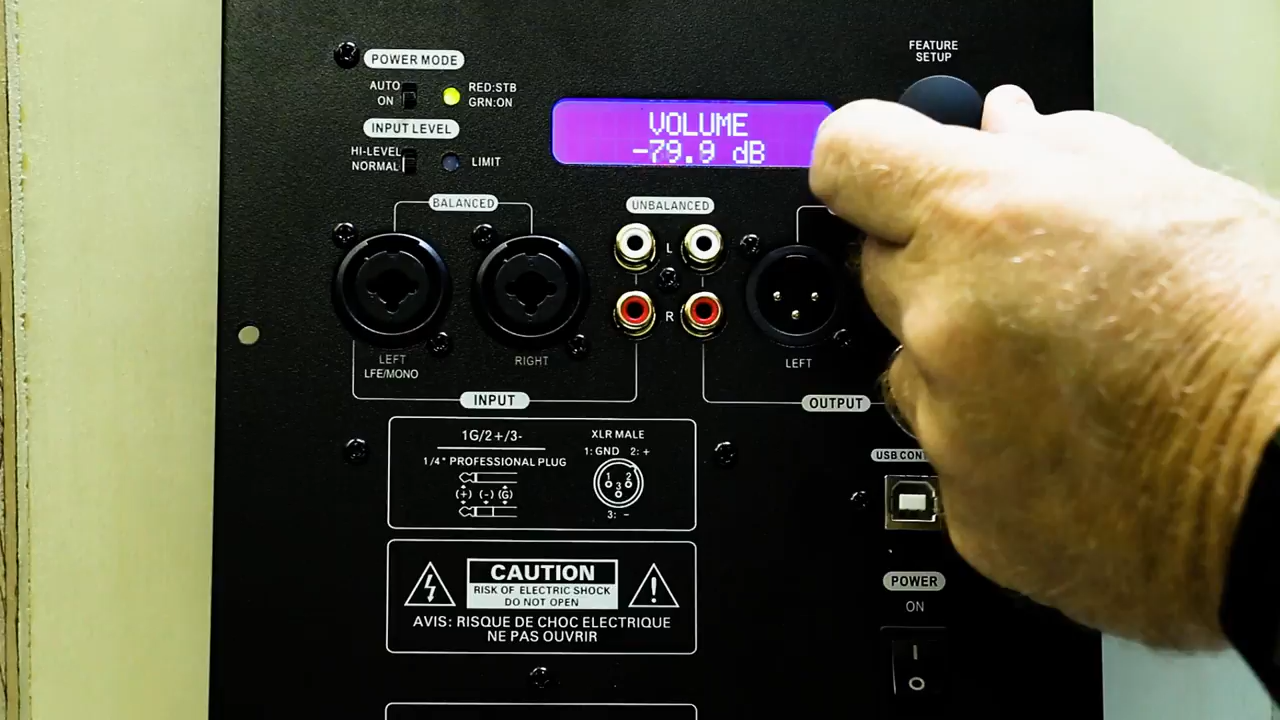 FEATURE
SETUP
POWER MODE
AUTO
ON
RED:STB
GRN:ON
INPUT LEVEL
HI-LEVEL
NORMAL
LIMIT
VOLUME
-79.9 dB
BALANCED
UNBALANCED
L
R
LEFT
LFE/MONO
RIGHT
LEFT
INPUT
OUTPUT
1G/2+/3-
1/4" PROFESSIONAL PLUG
(+) (-) (G)
XLR MALE
1:GND 2:+
1 2
3
3: -
USB CON
CAUTION
RISK OF ELECTRIC SHOCK
DO NOT OPEN
AVIS: RISQUE DE CHOC ELECTRIQUE
NE PAS OUVRIR
POWER
ON
I
O